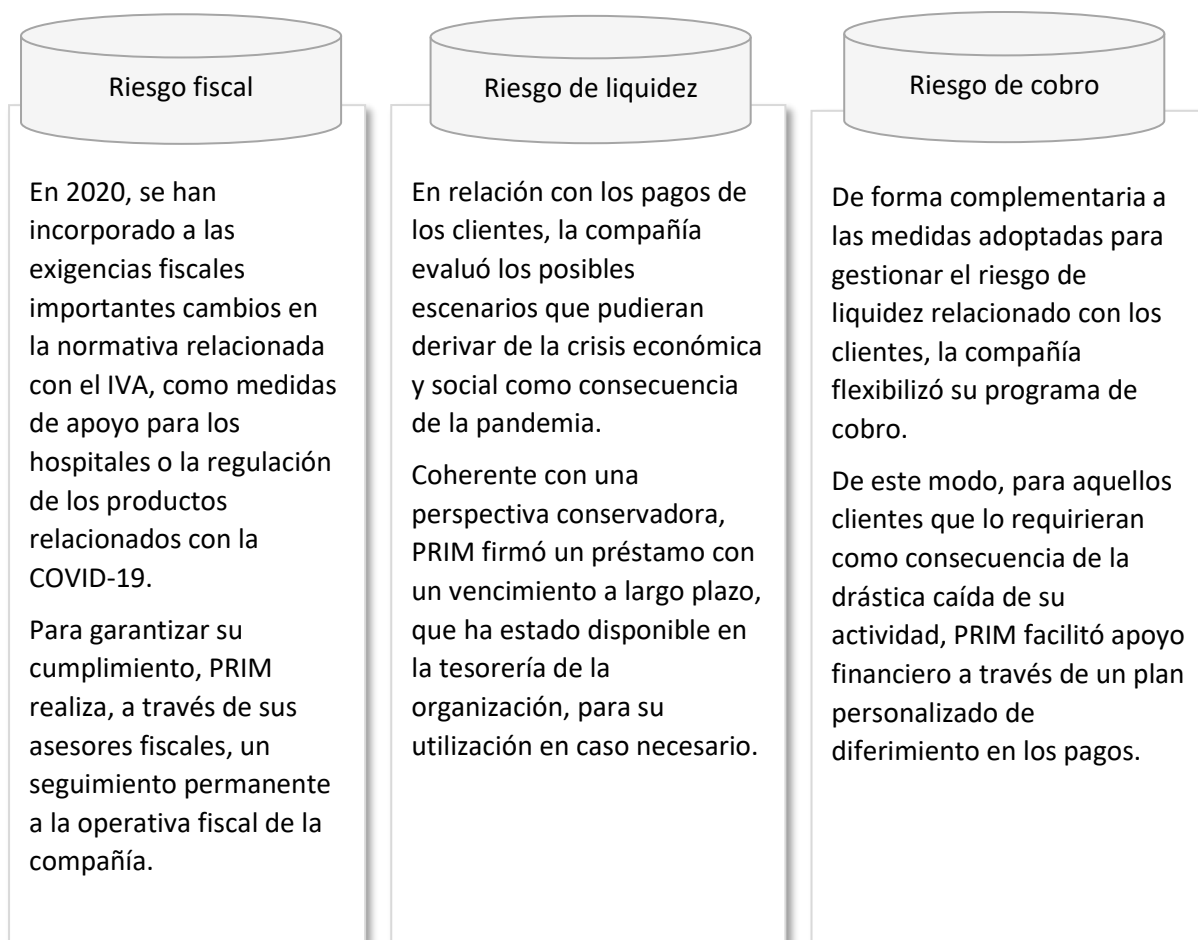 Riesgo fiscal
En 2020, se han
incorporado a las
exigencias fiscales
importantes cambios en
la normativa relacionada
con el IVA, como medidas
de apoyo para los
hospitales o la regulación
de los productos
relacionados con la
COVID-19.
Para garantizar su
cumplimiento, PRIM
realiza, a través de sus
asesores fiscales, un
seguimiento permanente
a la operativa fiscal de la
compañía.
Riesgo de liquidez
En relación con los pagos de
los clientes, la compañía
evaluó los posibles
escenarios que pudieran
derivar de la crisis económica
y social como consecuencia
de la pandemia.
Coherente con una
perspectiva conservadora,
PRIM firmó un préstamo con
un vencimiento a largo plazo,
que ha estado disponible en
la tesorería de la
organización, para su
utilización en caso necesario.
Riesgo de cobro
De forma complementaria a
las medidas adoptadas para
gestionar el riesgo de
liquidez relacionado con los
clientes, la compañía
flexibilizó su programa de
cobro.
De este modo, para aquellos
clientes que lo requirieran
como consecuencia de la
drástica caída de su
actividad, PRIM facilitó apoyo
financiero a través de un plan
personalizado de
diferimiento en los pagos.